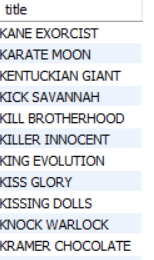 title
KANE EXORCIST
KARATE MOON
KENTUCKIAN GIANT
KICK SAVANNAH
KILL BROTHERHOOD
KILLER INNOCENT
KING EVOLUTION
KISS GLORY
KISSING DOLLS
KNOCK WARLOCK
KRAMER CHOCOLATE